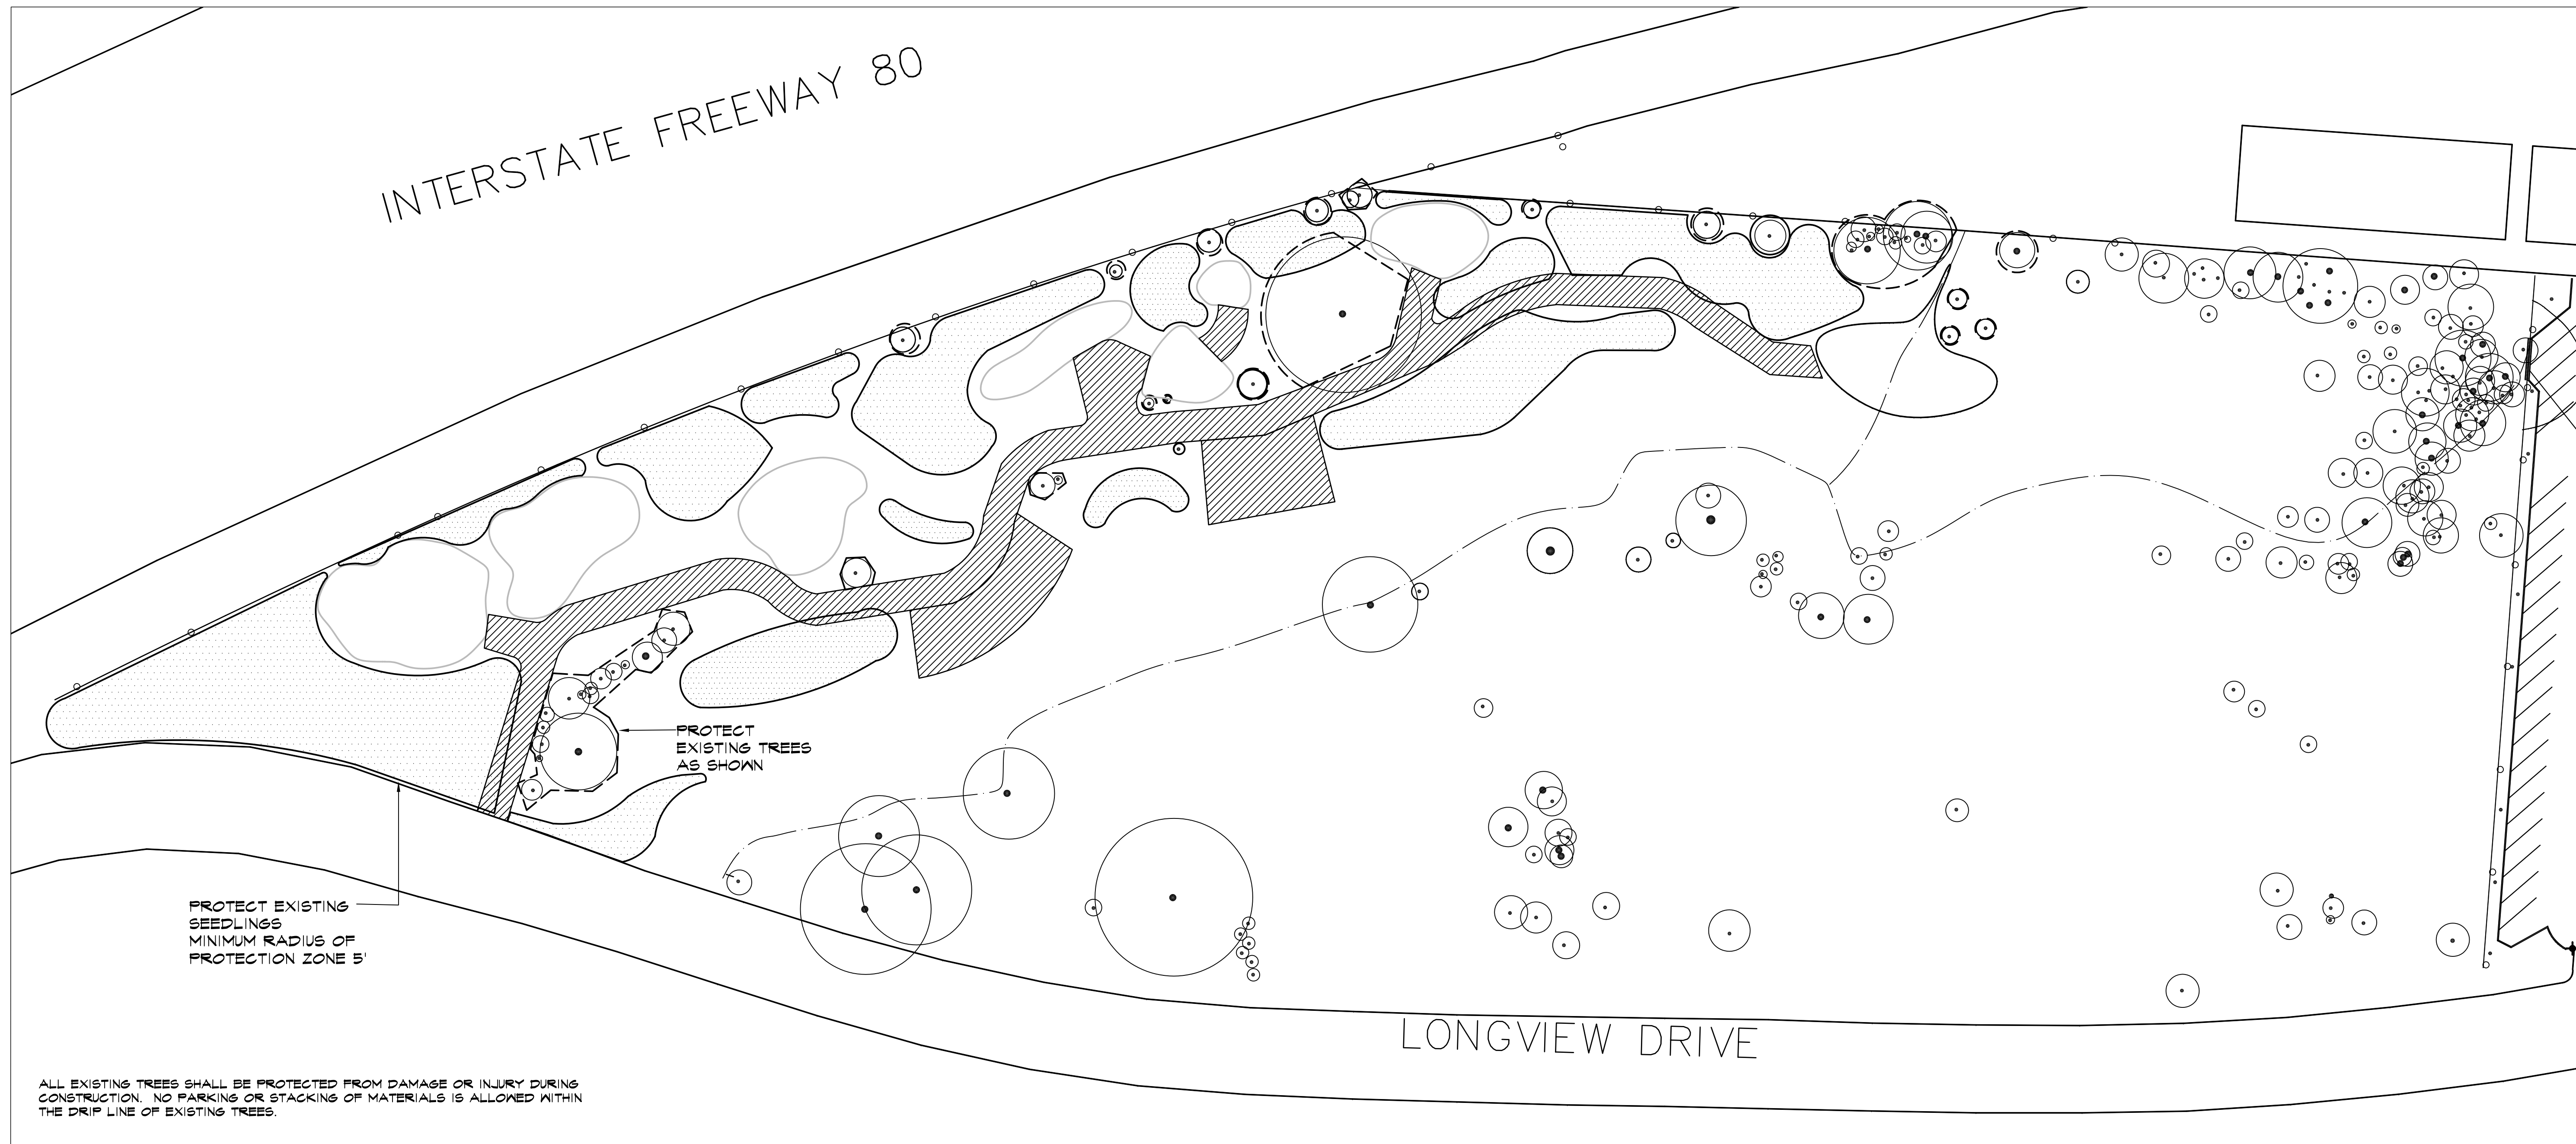 INTERSTATE FREEWAY 80
PROTECT
EXISTING TREES
AS SHOWN
PROTECT EXISTING
SEEDLINGS
MINIMUM RADIUS OF
PROTECTION ZONE 5'
LONGVIEW DRIVE
ALL EXISTING TREES SHALL BE PROTECTED FROM DAMAGE OR INJURY DURING
CONSTRUCTION.  NO PARKING OR STACKING OF MATERIALS IS ALLOWED WITHIN
THE DRIP LINE OF EXISTING TREES.